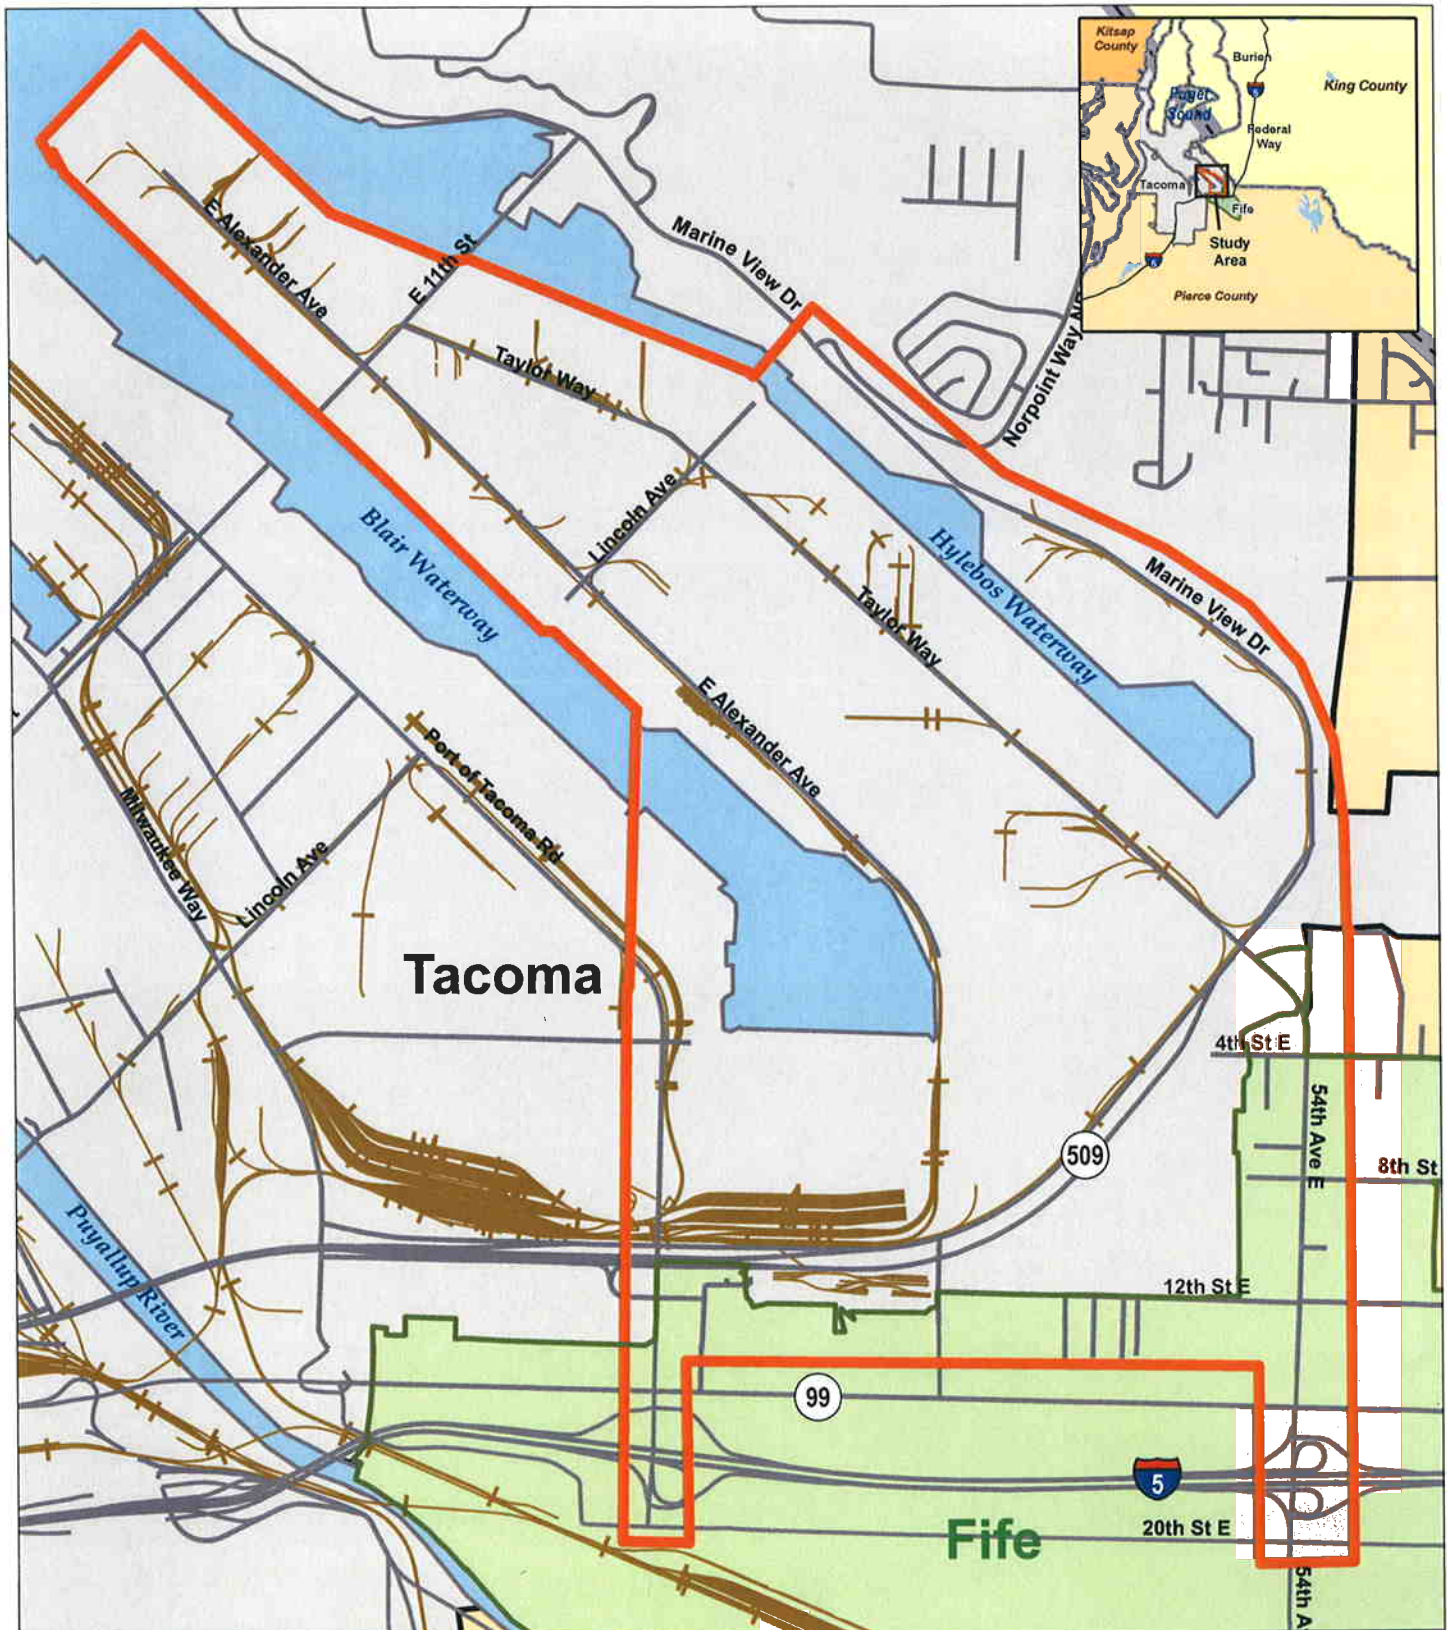 Kitsap
County
Burien
King County
Puget
Sound
5
Federal
Way
Tacoma
Fife
Study
Area
5
Pierce County
Marine View Dr
E Alexander Ave
E 11th St
Norpoint Way
Taylor Way
Lincoln Ave
Blair Waterway
Hylebos Waterway
Marine View Dr
Taylor Way
E Alexander Ave
Port of Tacoma Rd
Milwaukee Way
Lincoln Ave
Tacoma
4th St E
54th Ave E
509
8th St
Puyallup River
12th St E
99
5
20th St E
Fife
54th A